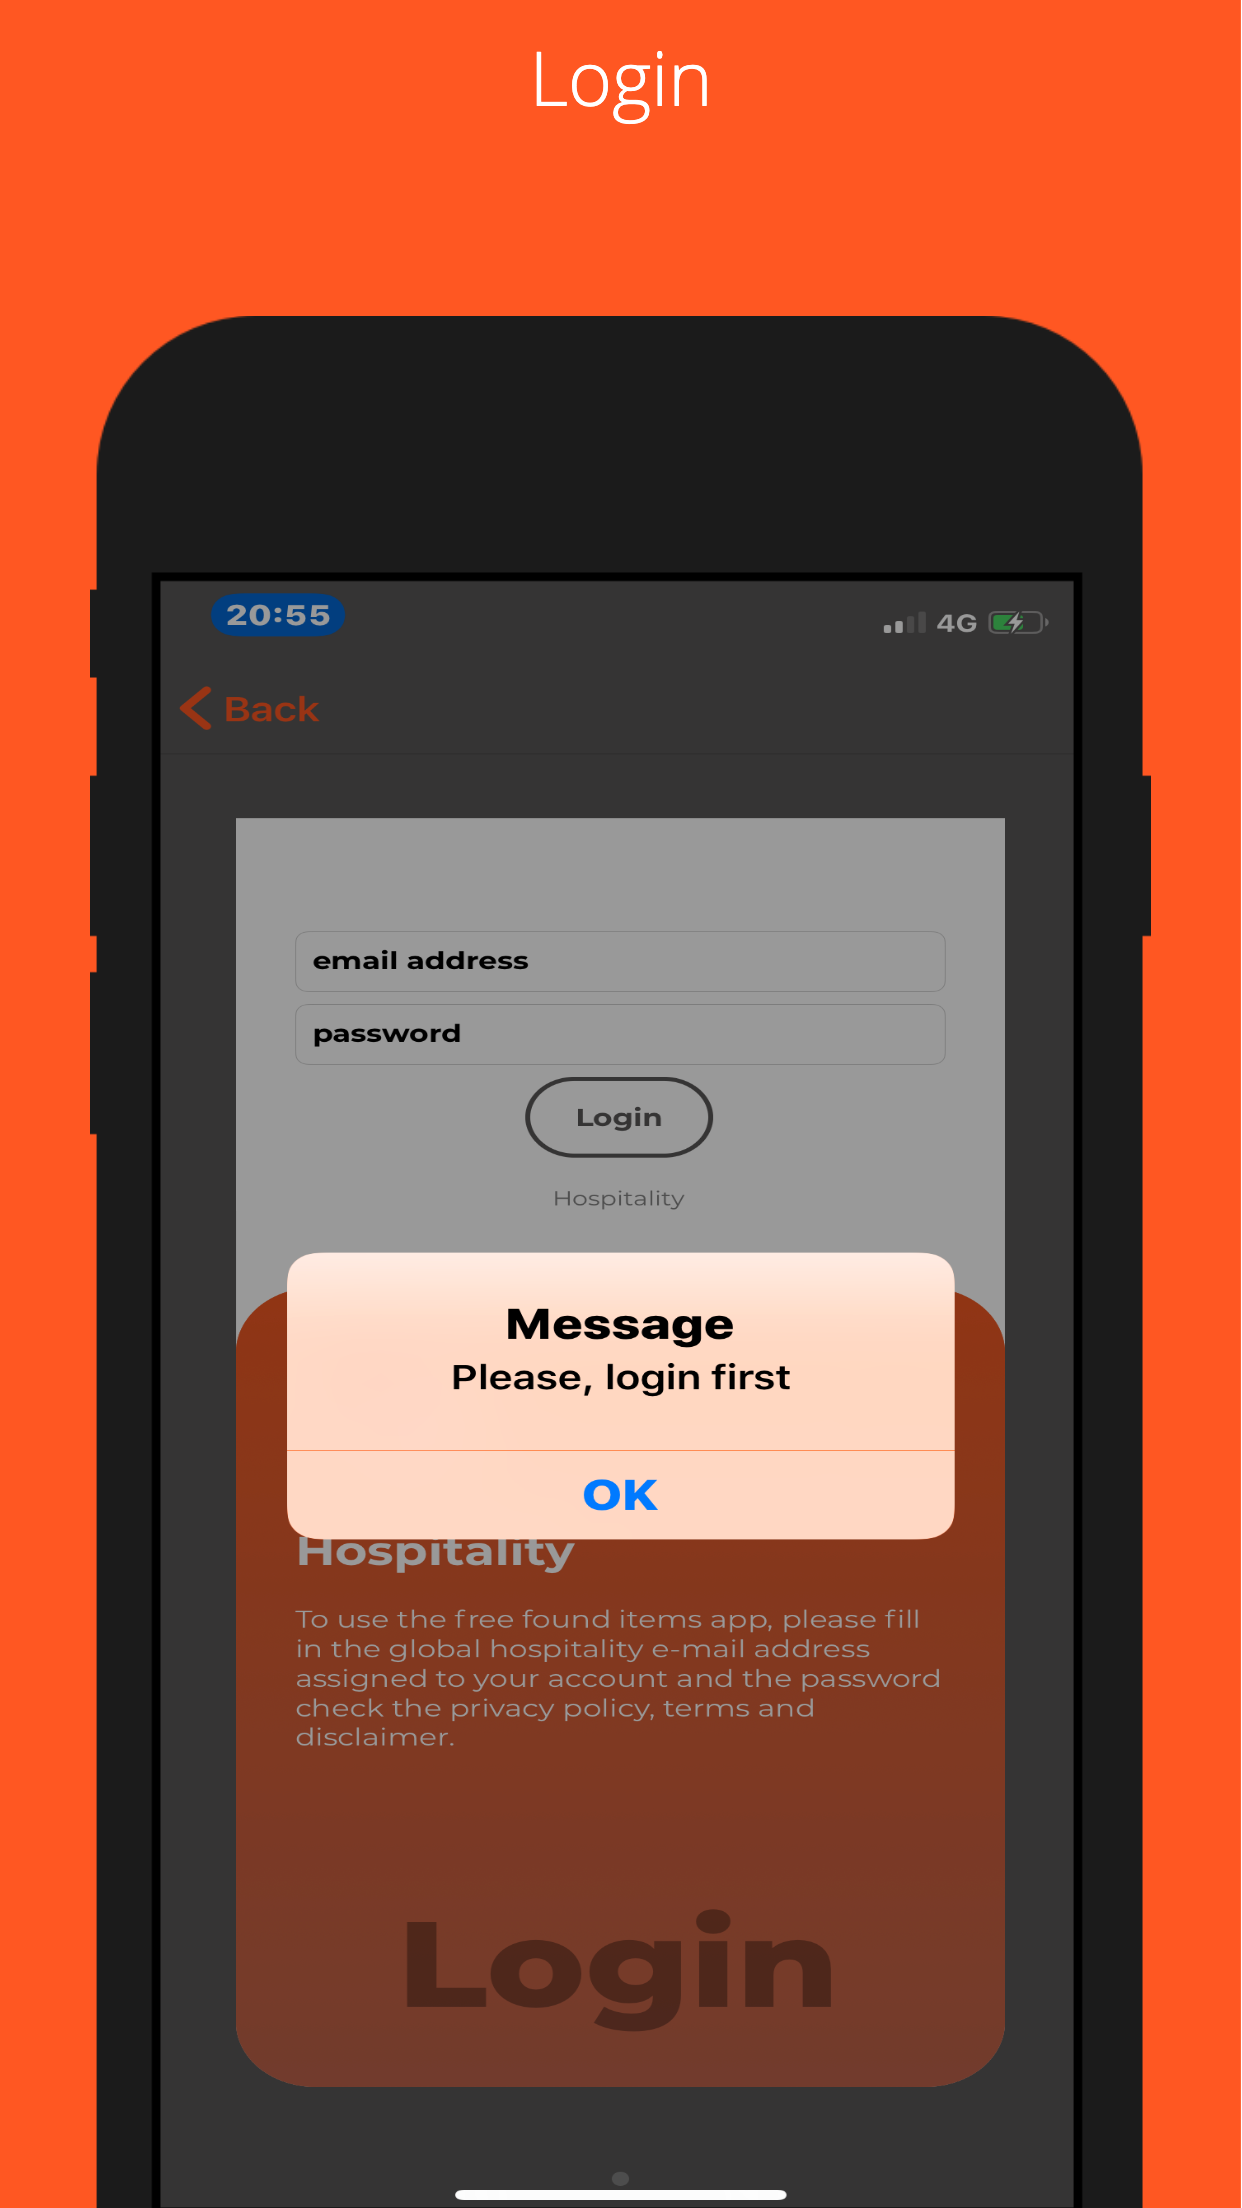 Login
20:55
4G
Back
email address
password
Login
Hospitality
Message
Please, login first
OK
Hospitality
To use the free found items app, please fill
in the global hospitality e-mail address
assigned to your account and the password
check the privacy policy, terms and
disclaimer.
Login